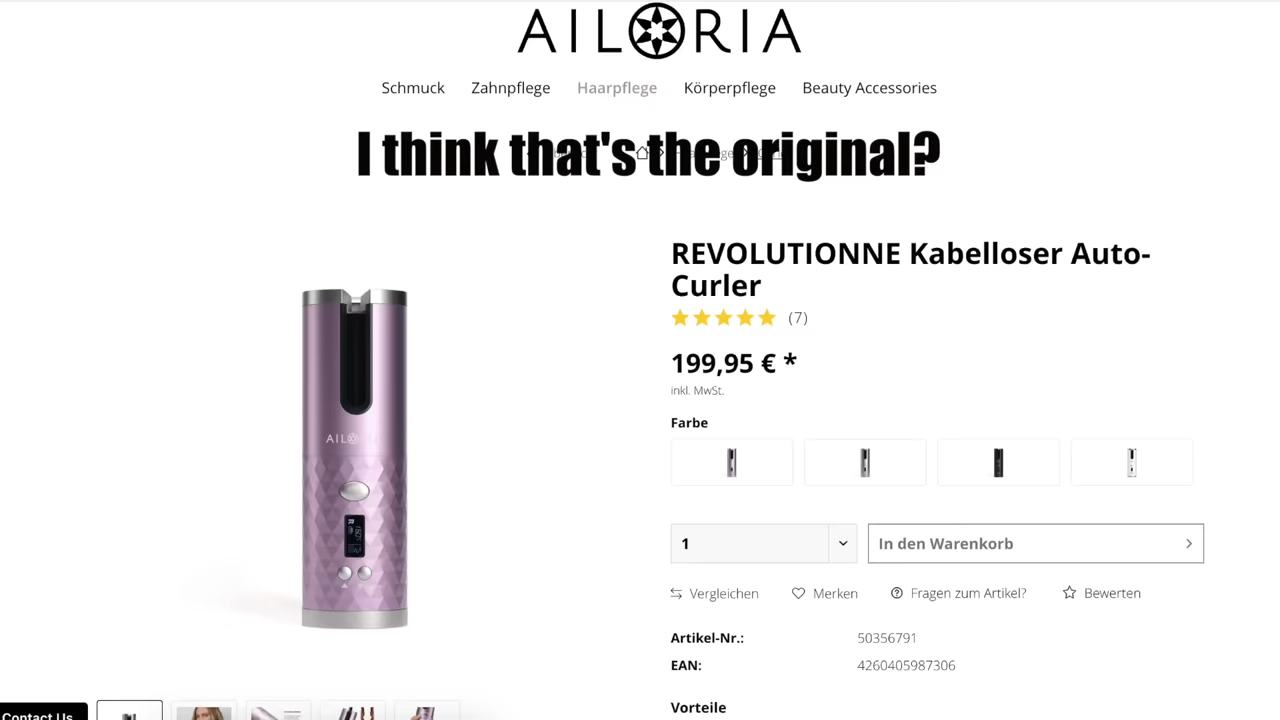 AILORIA
Schmuck Zahnpflege Haarpflege Körperpflege Beauty Accessories
I think that's the original?
REVOLUTIONNE Kabelloser Auto-
Curler
(7)
199,95 € *
inkl. MwSt.
Farbe
1 In den Warenkorb
Vergleichen Merken Fragen zum Artikel? Bewerten
Artikel-Nr.: 50356791
EAN: 4260405987306
Vorteile
Contact Us